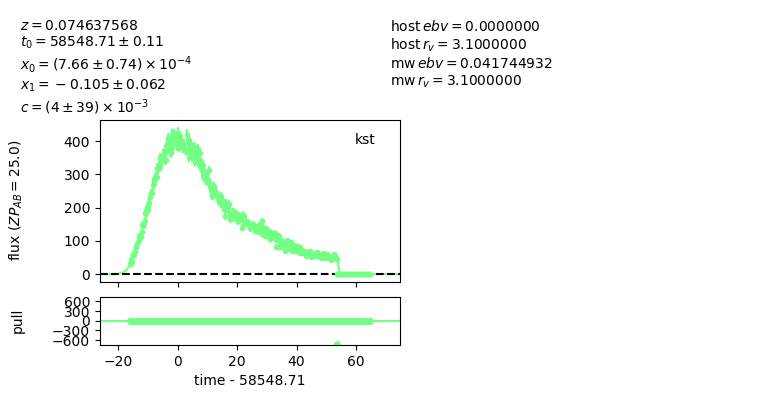 z = 0.074637568
t₀ = 58548.71 ± 0.11
x₀ = (7.66 ± 0.74) × 10⁻⁴
x₁ = −0.105 ± 0.062
c = (4 ± 39) × 10⁻³
host ebv = 0.0000000
host r_v = 3.1000000
mw ebv = 0.041744932
mw r_v = 3.1000000
kst
flux (ZP_AB = 25.0)
400
300
200
100
0
pull
600
300
0
−300
−600
−20 0 20 40 60
time - 58548.71